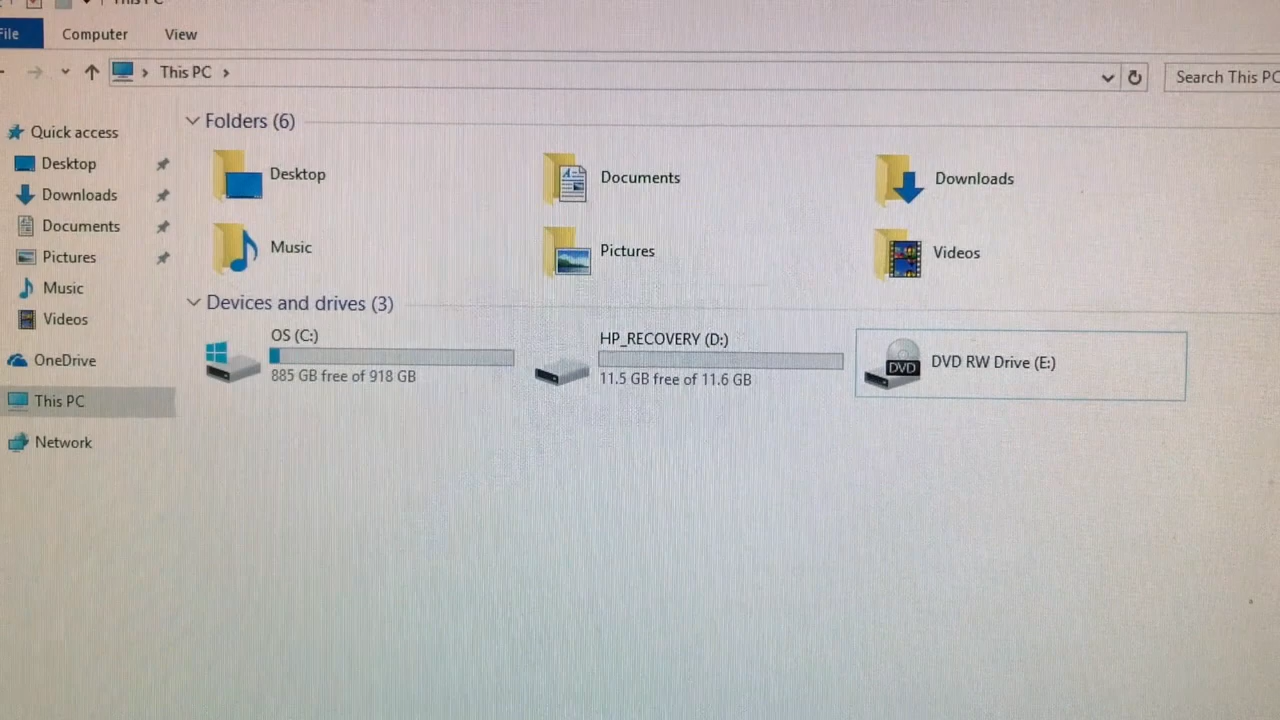 This PC
File
Computer
View
This PC
Search This PC
Quick access
Desktop
Downloads
Documents
Pictures
Music
Videos
OneDrive
This PC
Network
Folders (6)
Desktop
Documents
Downloads
Music
Pictures
Videos
Devices and drives (3)
OS (C:)
885 GB free of 918 GB
HP_RECOVERY (D:)
11.5 GB free of 11.6 GB
DVD
DVD RW Drive (E:)